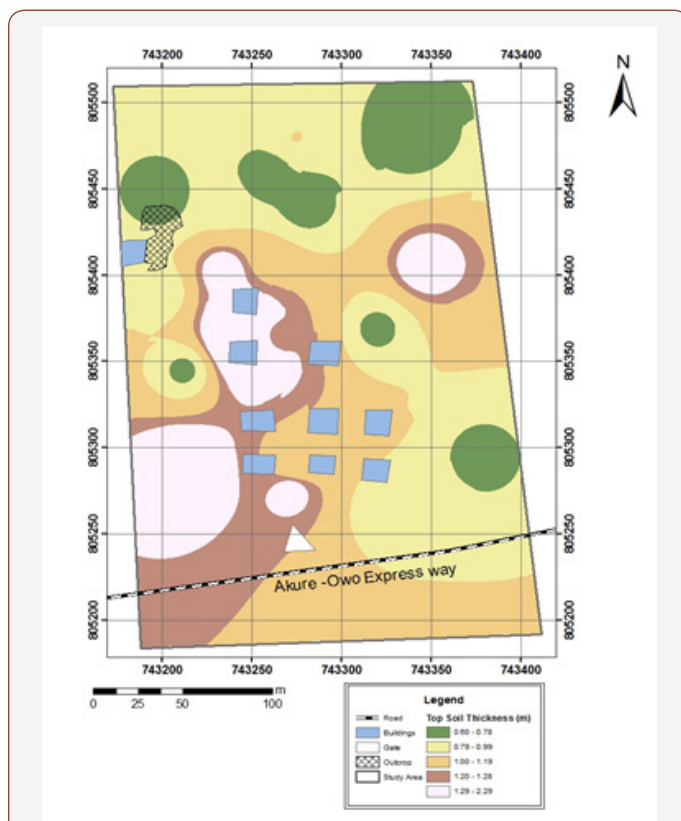 743200 743250 743300 743350 743400
N
805500 805500
805450 805450
805400 805400
805350 805350
805300 805300
805250 805250
Akure -Owo Express way
805200 805200
743200 743250 743300 743350 743400
m
0 25 50 100
Legend
Road Top Soil Thickness (m)
Buildings 0.60 - 0.78
Gate 0.79 - 0.99
Outcrop 1.00 - 1.19
Study Area 1.20 - 1.28
1.29 - 2.29